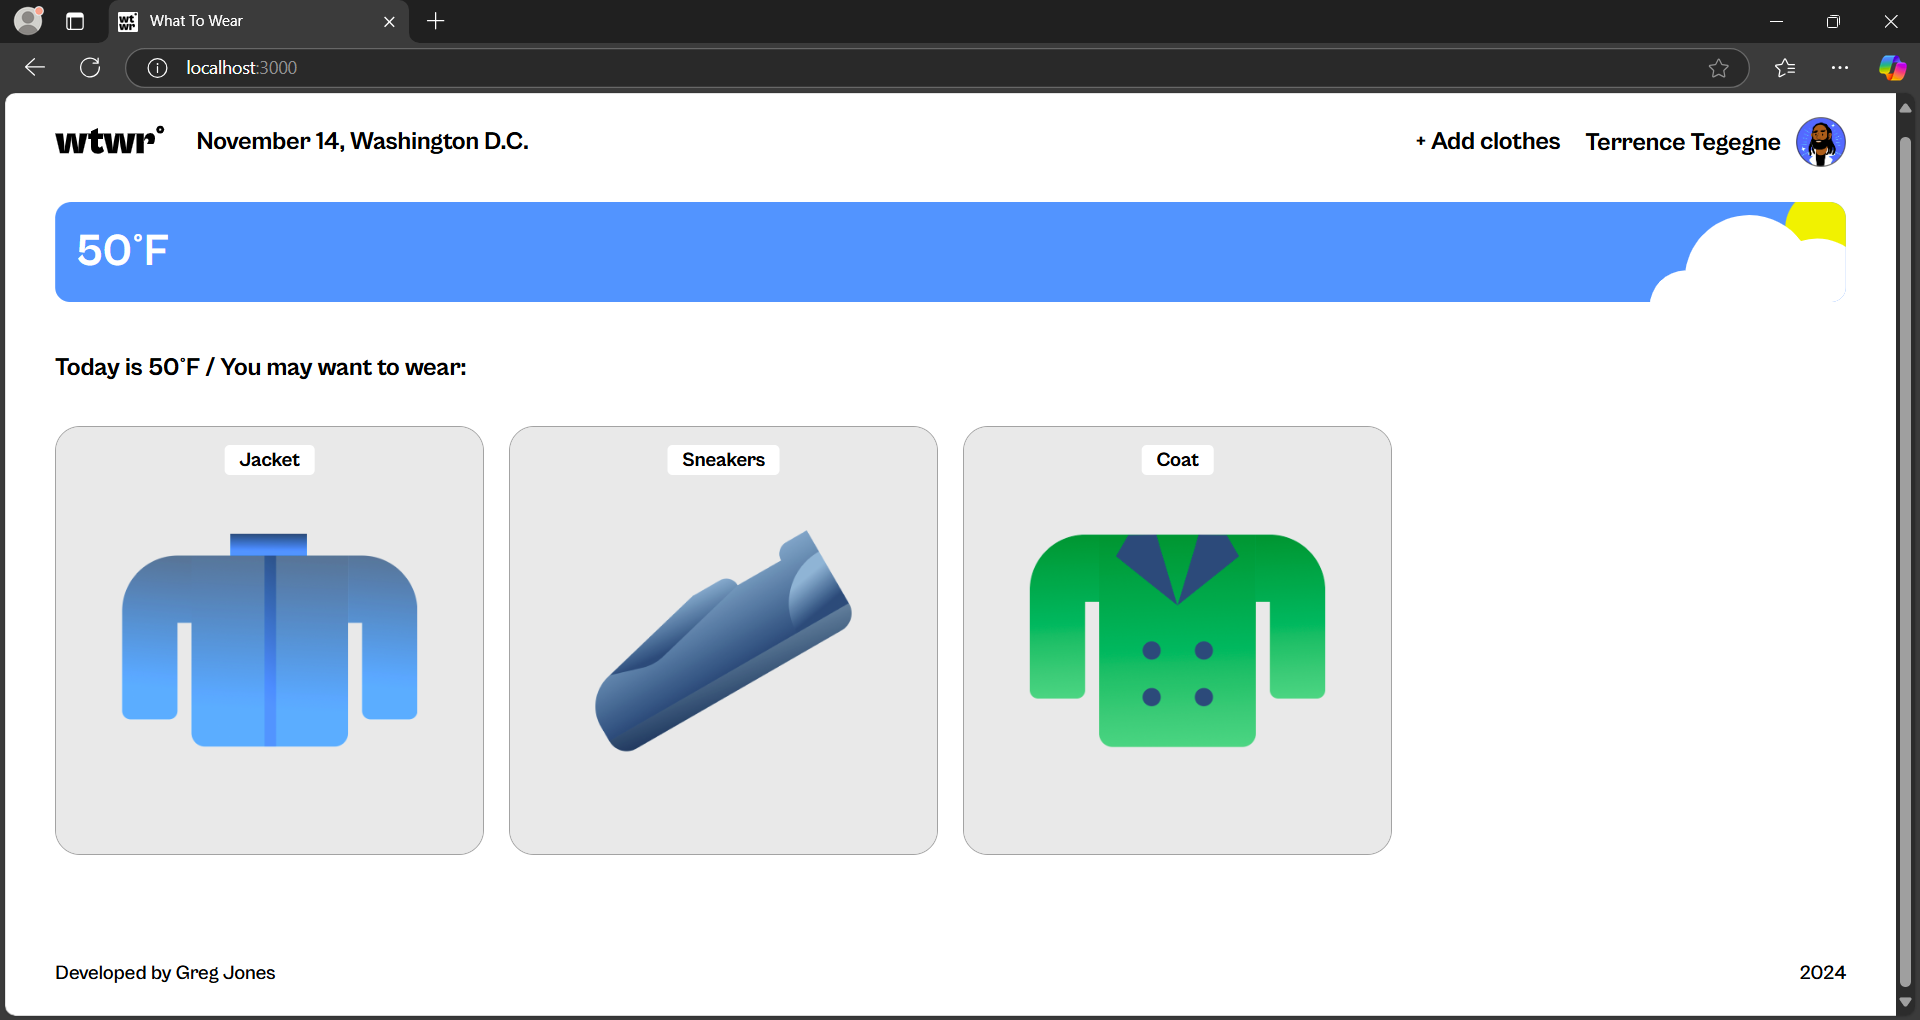 What To Wear
localhost:3000
wtwr° November 14, Washington D.C. + Add clothes Terrence Tegegne
50°F
Today is 50°F / You may want to wear:
Jacket Sneakers Coat
Developed by Greg Jones 2024